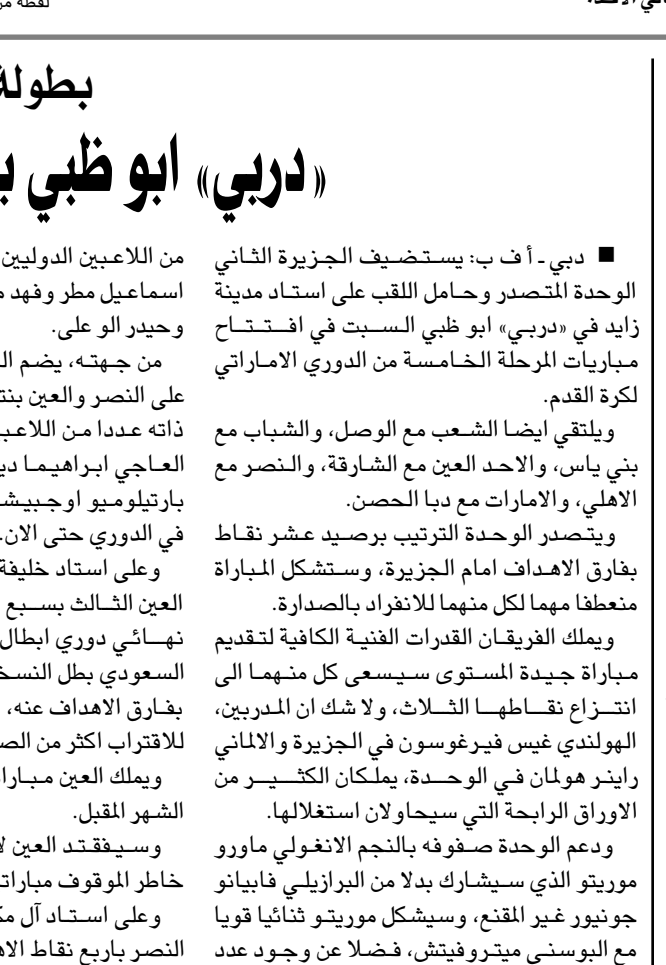 بطولة
«دربي» ابو ظبي
■ دبي ـ أ ف ب: يستضيف الجزيرة الثاني
الوحدة المتصدر وحامل اللقب على استاد مدينة
زايد في «دربي» ابو ظبي السبت في افتتاح
مباريات المرحلة الخامسة من الدوري الاماراتي
لكرة القدم.
ويلتقي ايضا الشعب مع الوصل، والشباب مع
بني ياس، والاحد العين مع الشارقة، والنصر مع
الاهلي، والامارات مع دبا الحصن.
ويتصدر الوحدة الترتيب برصيد عشر نقاط
بفارق الاهداف امام الجزيرة، وستشكل المباراة
منعطفا مهما لكل منهما للانفراد بالصدارة.
ويملك الفريقان القدرات الفنية الكافية لتقديم
مباراة جيدة المستوى سيسعى كل منهما الى
انتزاع نقاطها الثلاث، ولا شك ان المدربين،
الهولندي غيس فيرغوسون في الجزيرة والالماني
راينر هولمان في الوحدة، يملكان الكثير من
الاوراق الرابحة التي سيحاولان استغلالها.
ودعم الوحدة صفوفه بالنجم الانغولي ماورو
موريتو الذي سيشارك بدلا من البرازيلي فابيانو
جونيور غير المقنع، وسيشكل موريتو ثنائيا قويا
مع البوسني ميتروفيتش، فضلا عن وجود عدد
من اللاعبين الدوليين
اسماعيل مطر وفهد
وحيدر الو على.
من جهته، يضم
على النصر والعين
ذاته عددا من
العاجي ابراهيما
بارتيلوميو
في الدوري حتى الان.
وعلى استاد خليفة
العين الثالث بسبع
نهائي دوري ابطال
السعودي بطل
بفارق الاهداف عنه،
للاقتراب اكثر من
ويملك العين
الشهر المقبل.
وسيفقتد العين
خاطر الموقوف
وعلى استاد آل
النصر باربع نقاط